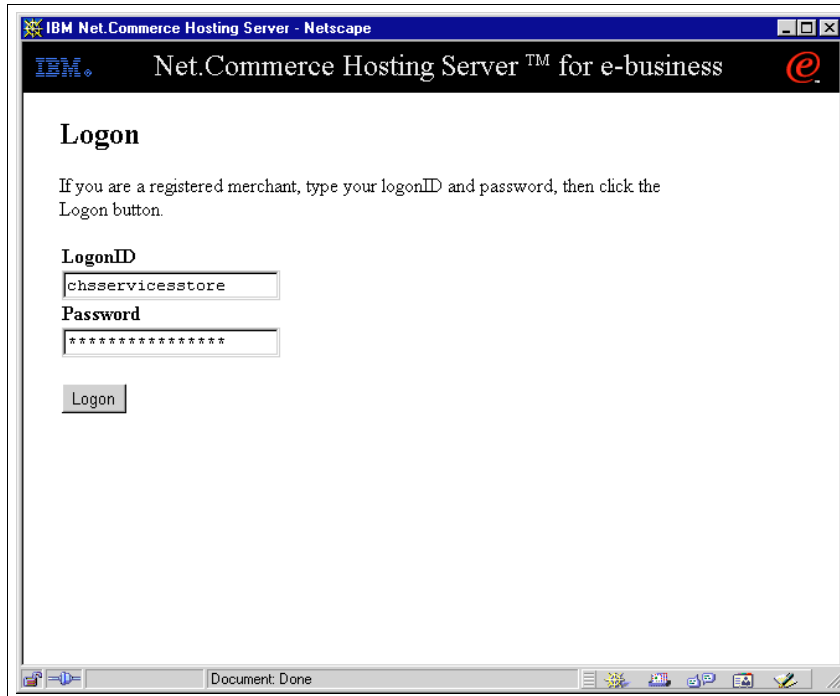 IBM Net.Commerce Hosting Server - Netscape
IBM® Net.Commerce Hosting Server ™ for e-business
Logon
If you are a registered merchant, type your logonID and password, then click the
Logon button.
LogonID
chsservicesstore
Password
****************
Logon
Document: Done